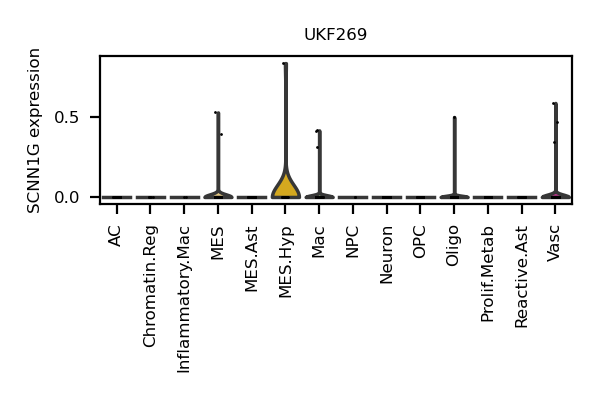 UKF269
SCNN1G expression
0.5
0.0
AC
Chromatin.Reg
Inflammatory.Mac
MES
MES.Ast
MES.Hyp
Mac
NPC
Neuron
OPC
Oligo
Prolif.Metab
Reactive.Ast
Vasc